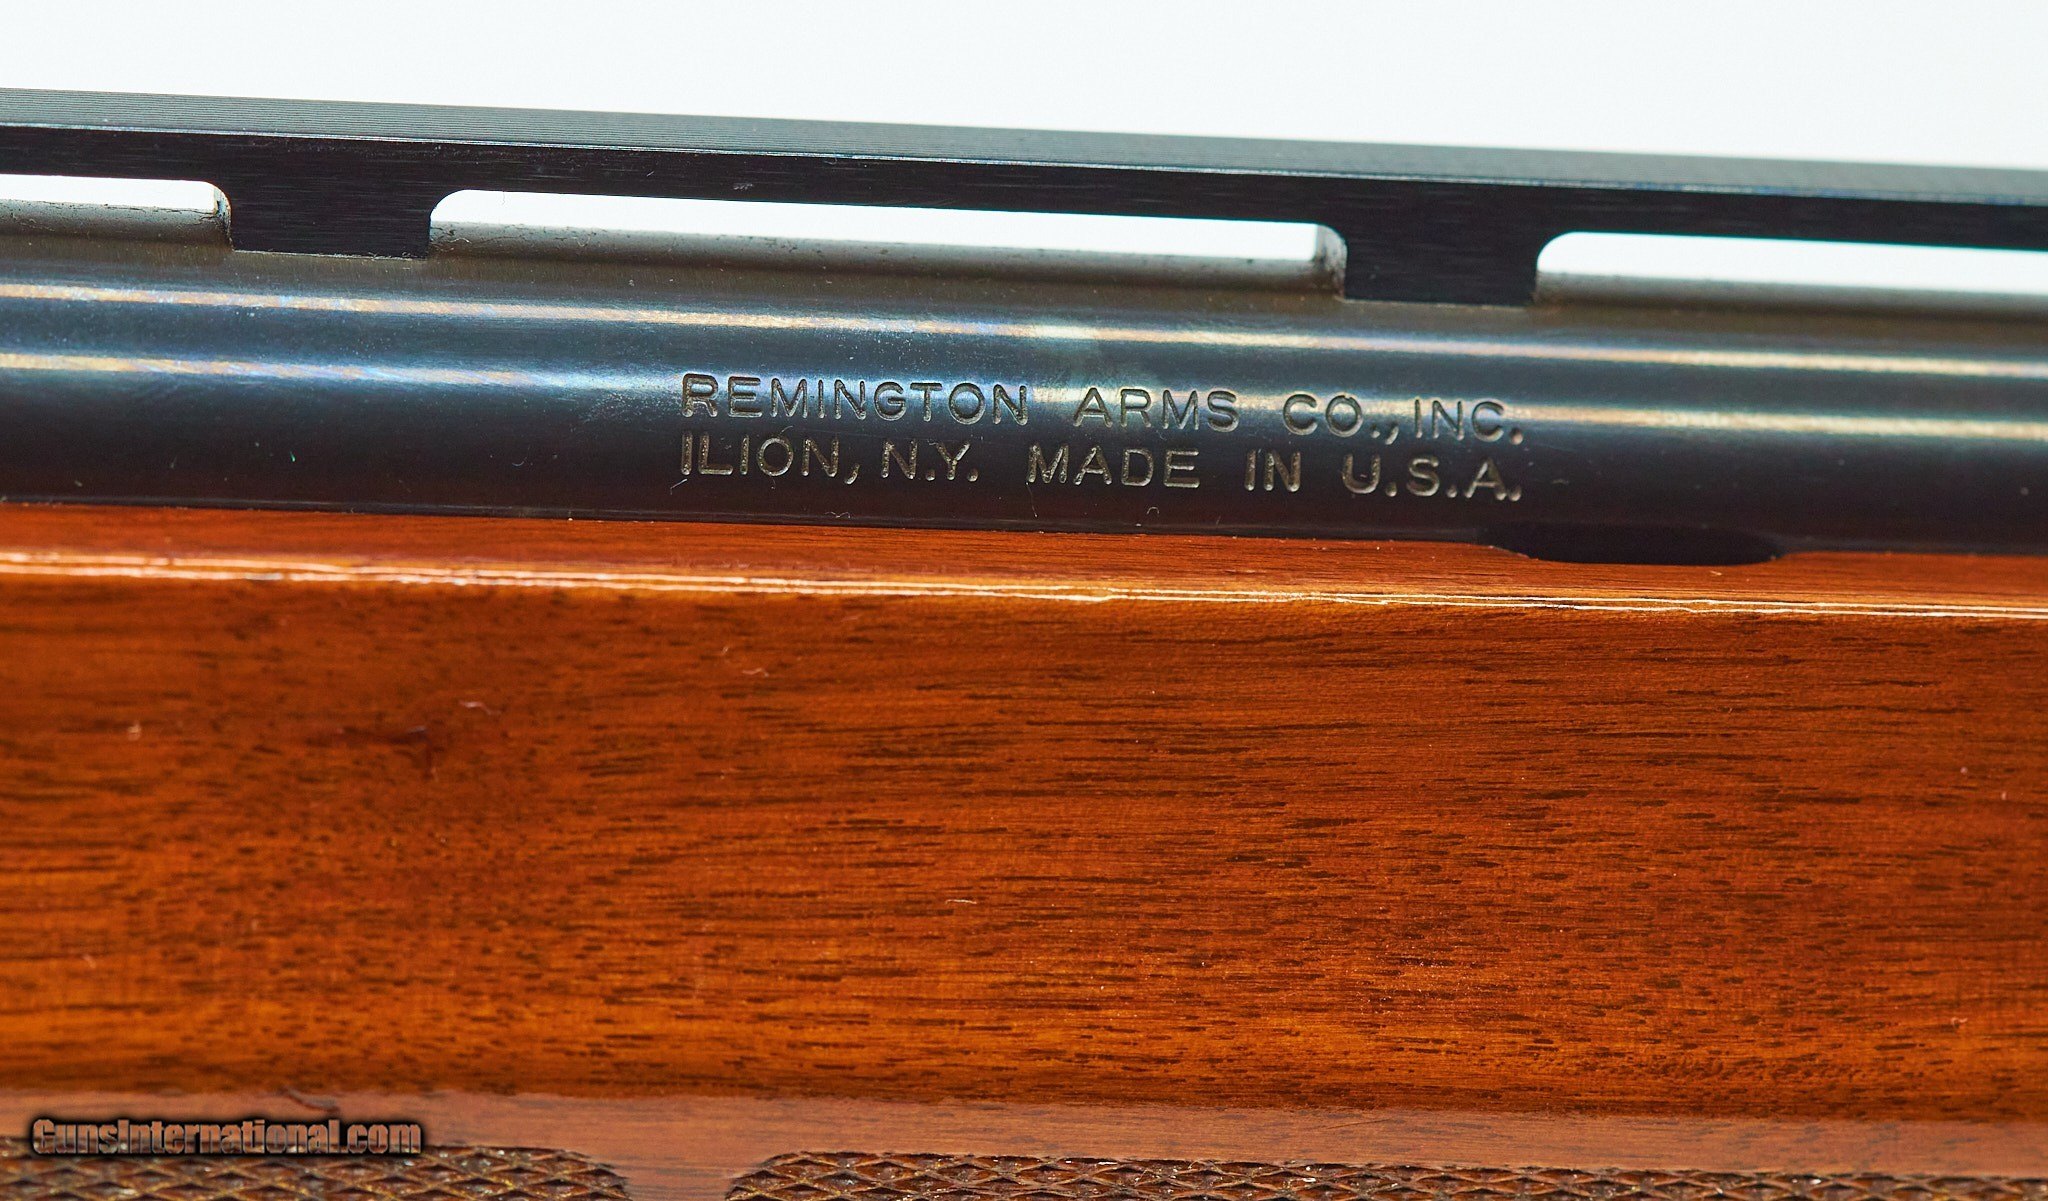 REMINGTON ARMS CO., INC.
ILION, N.Y. MADE IN U.S.A.
GunsInternational.com